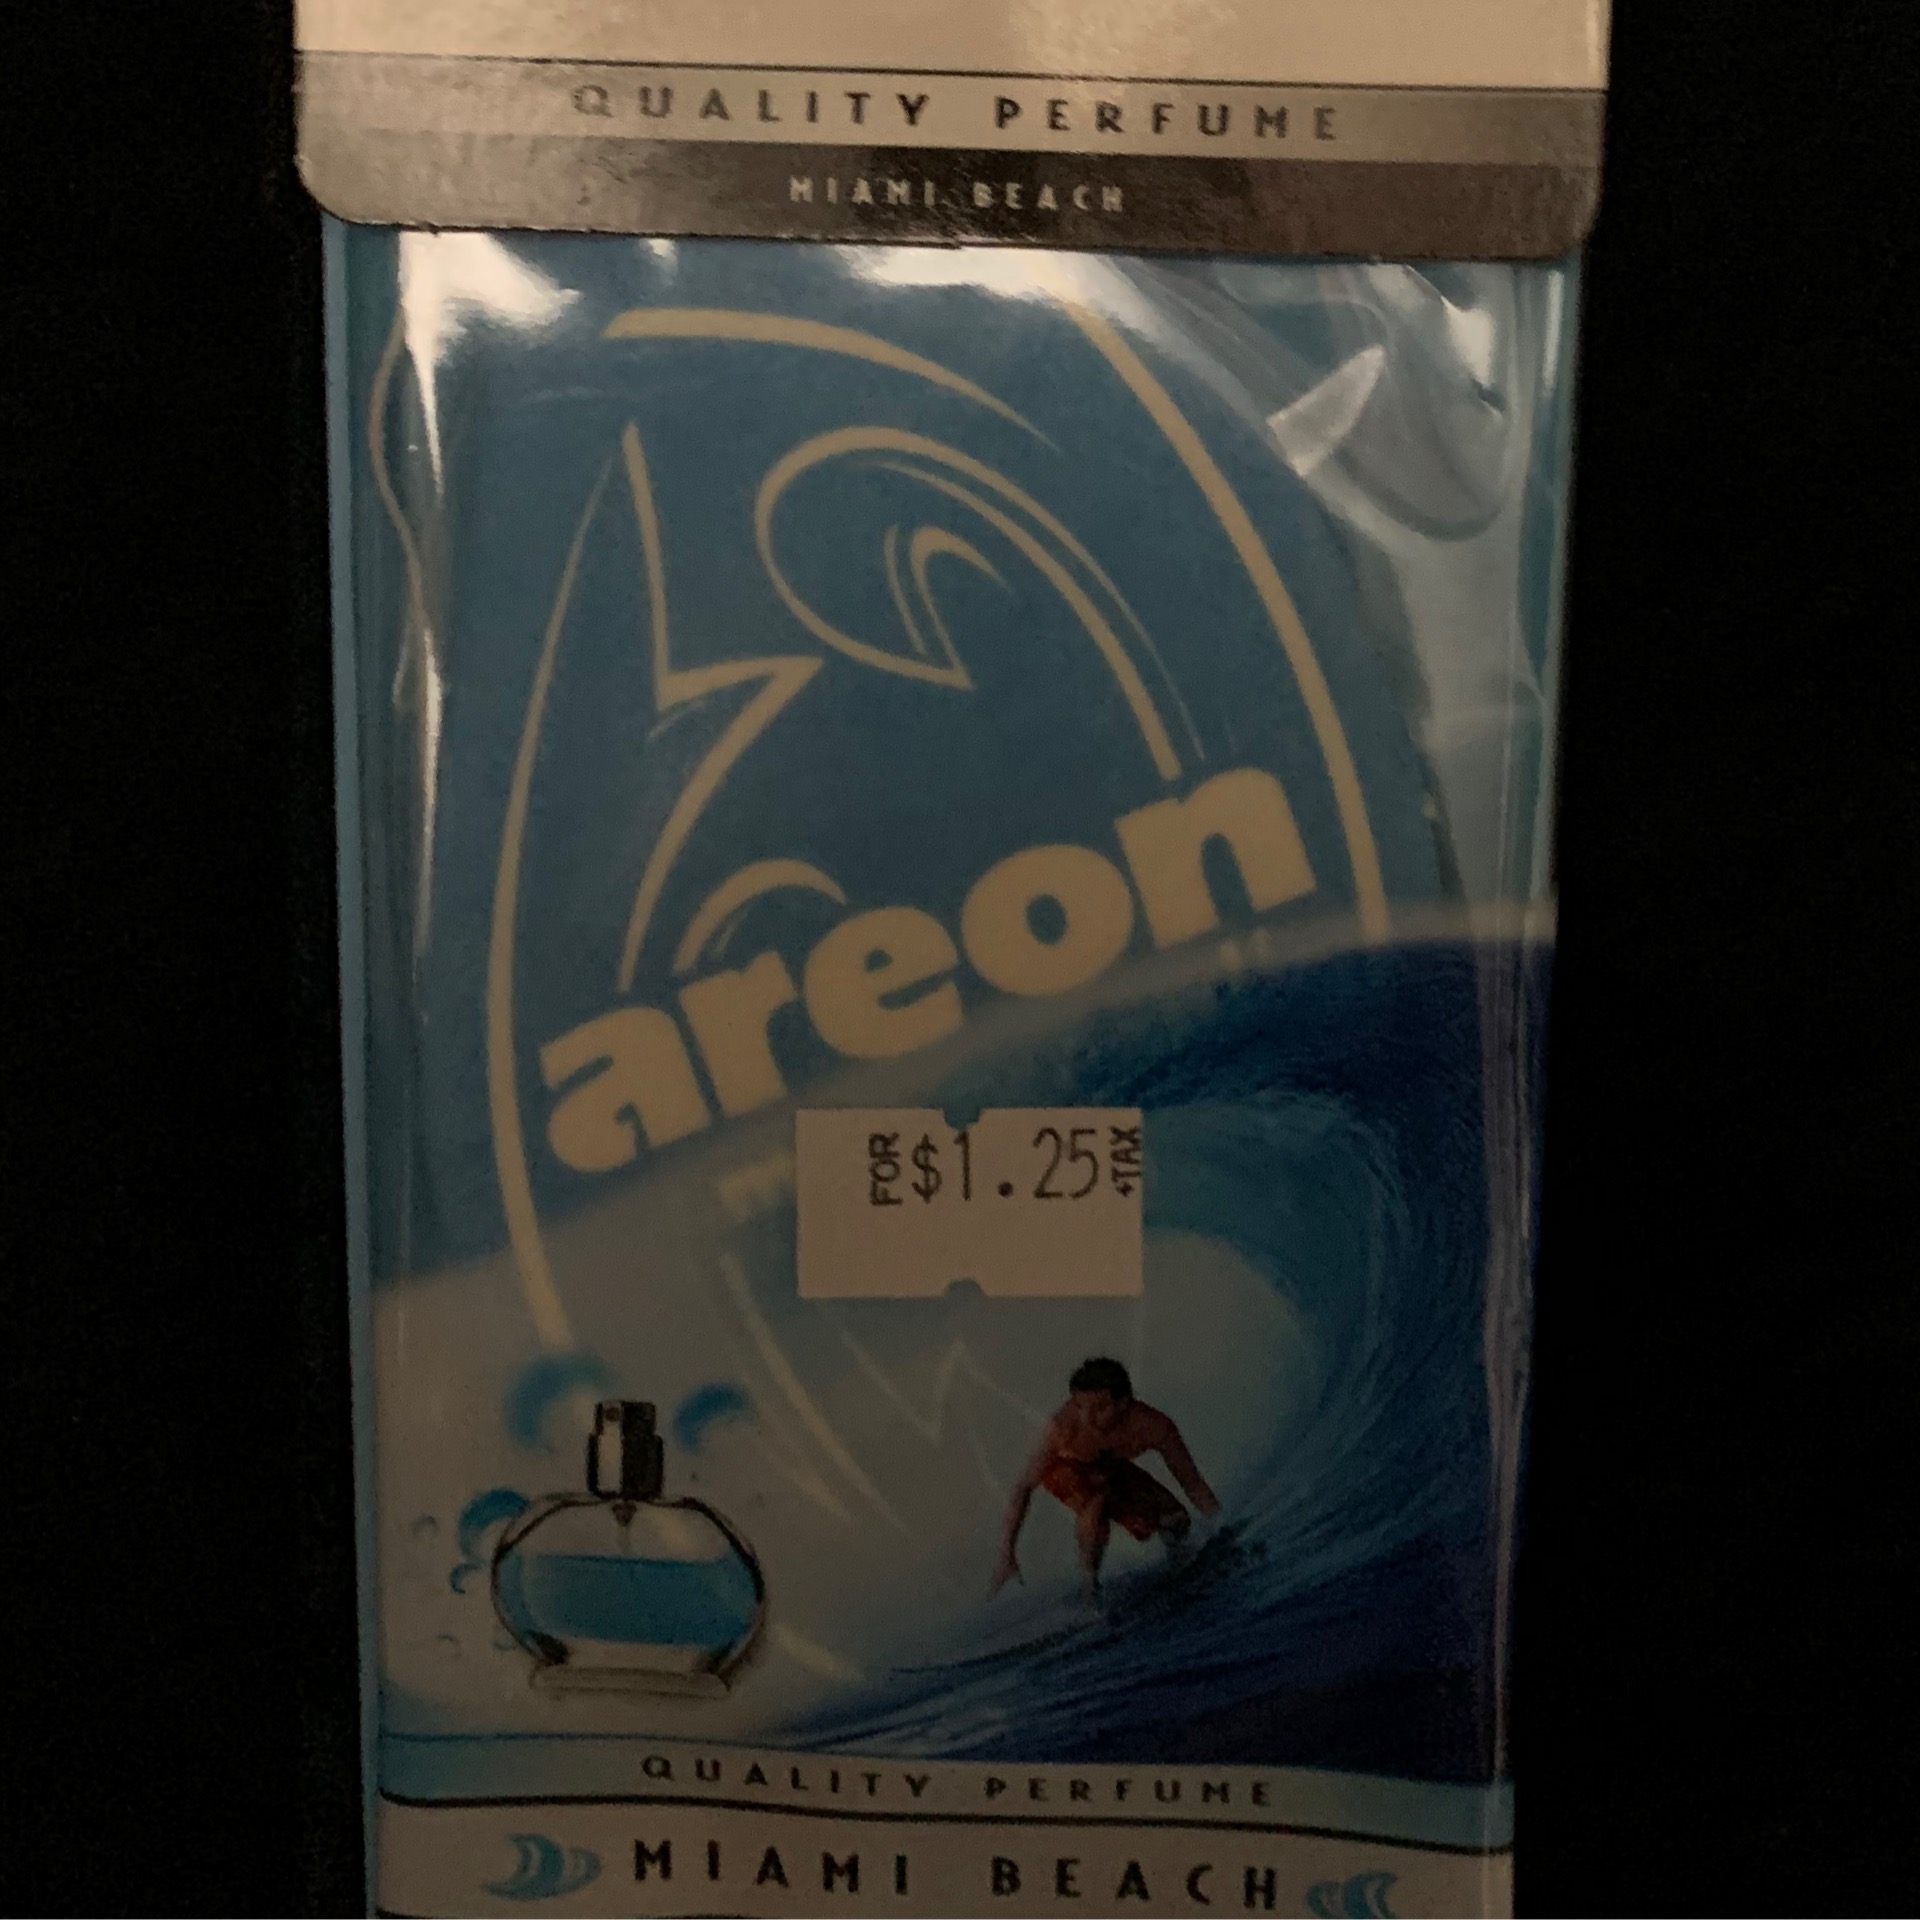 QUALITY PERFUME
MIAMI BEACH
areon
FOR $1.25 +TAX
QUALITY PERFUME
MIAMI BEACH